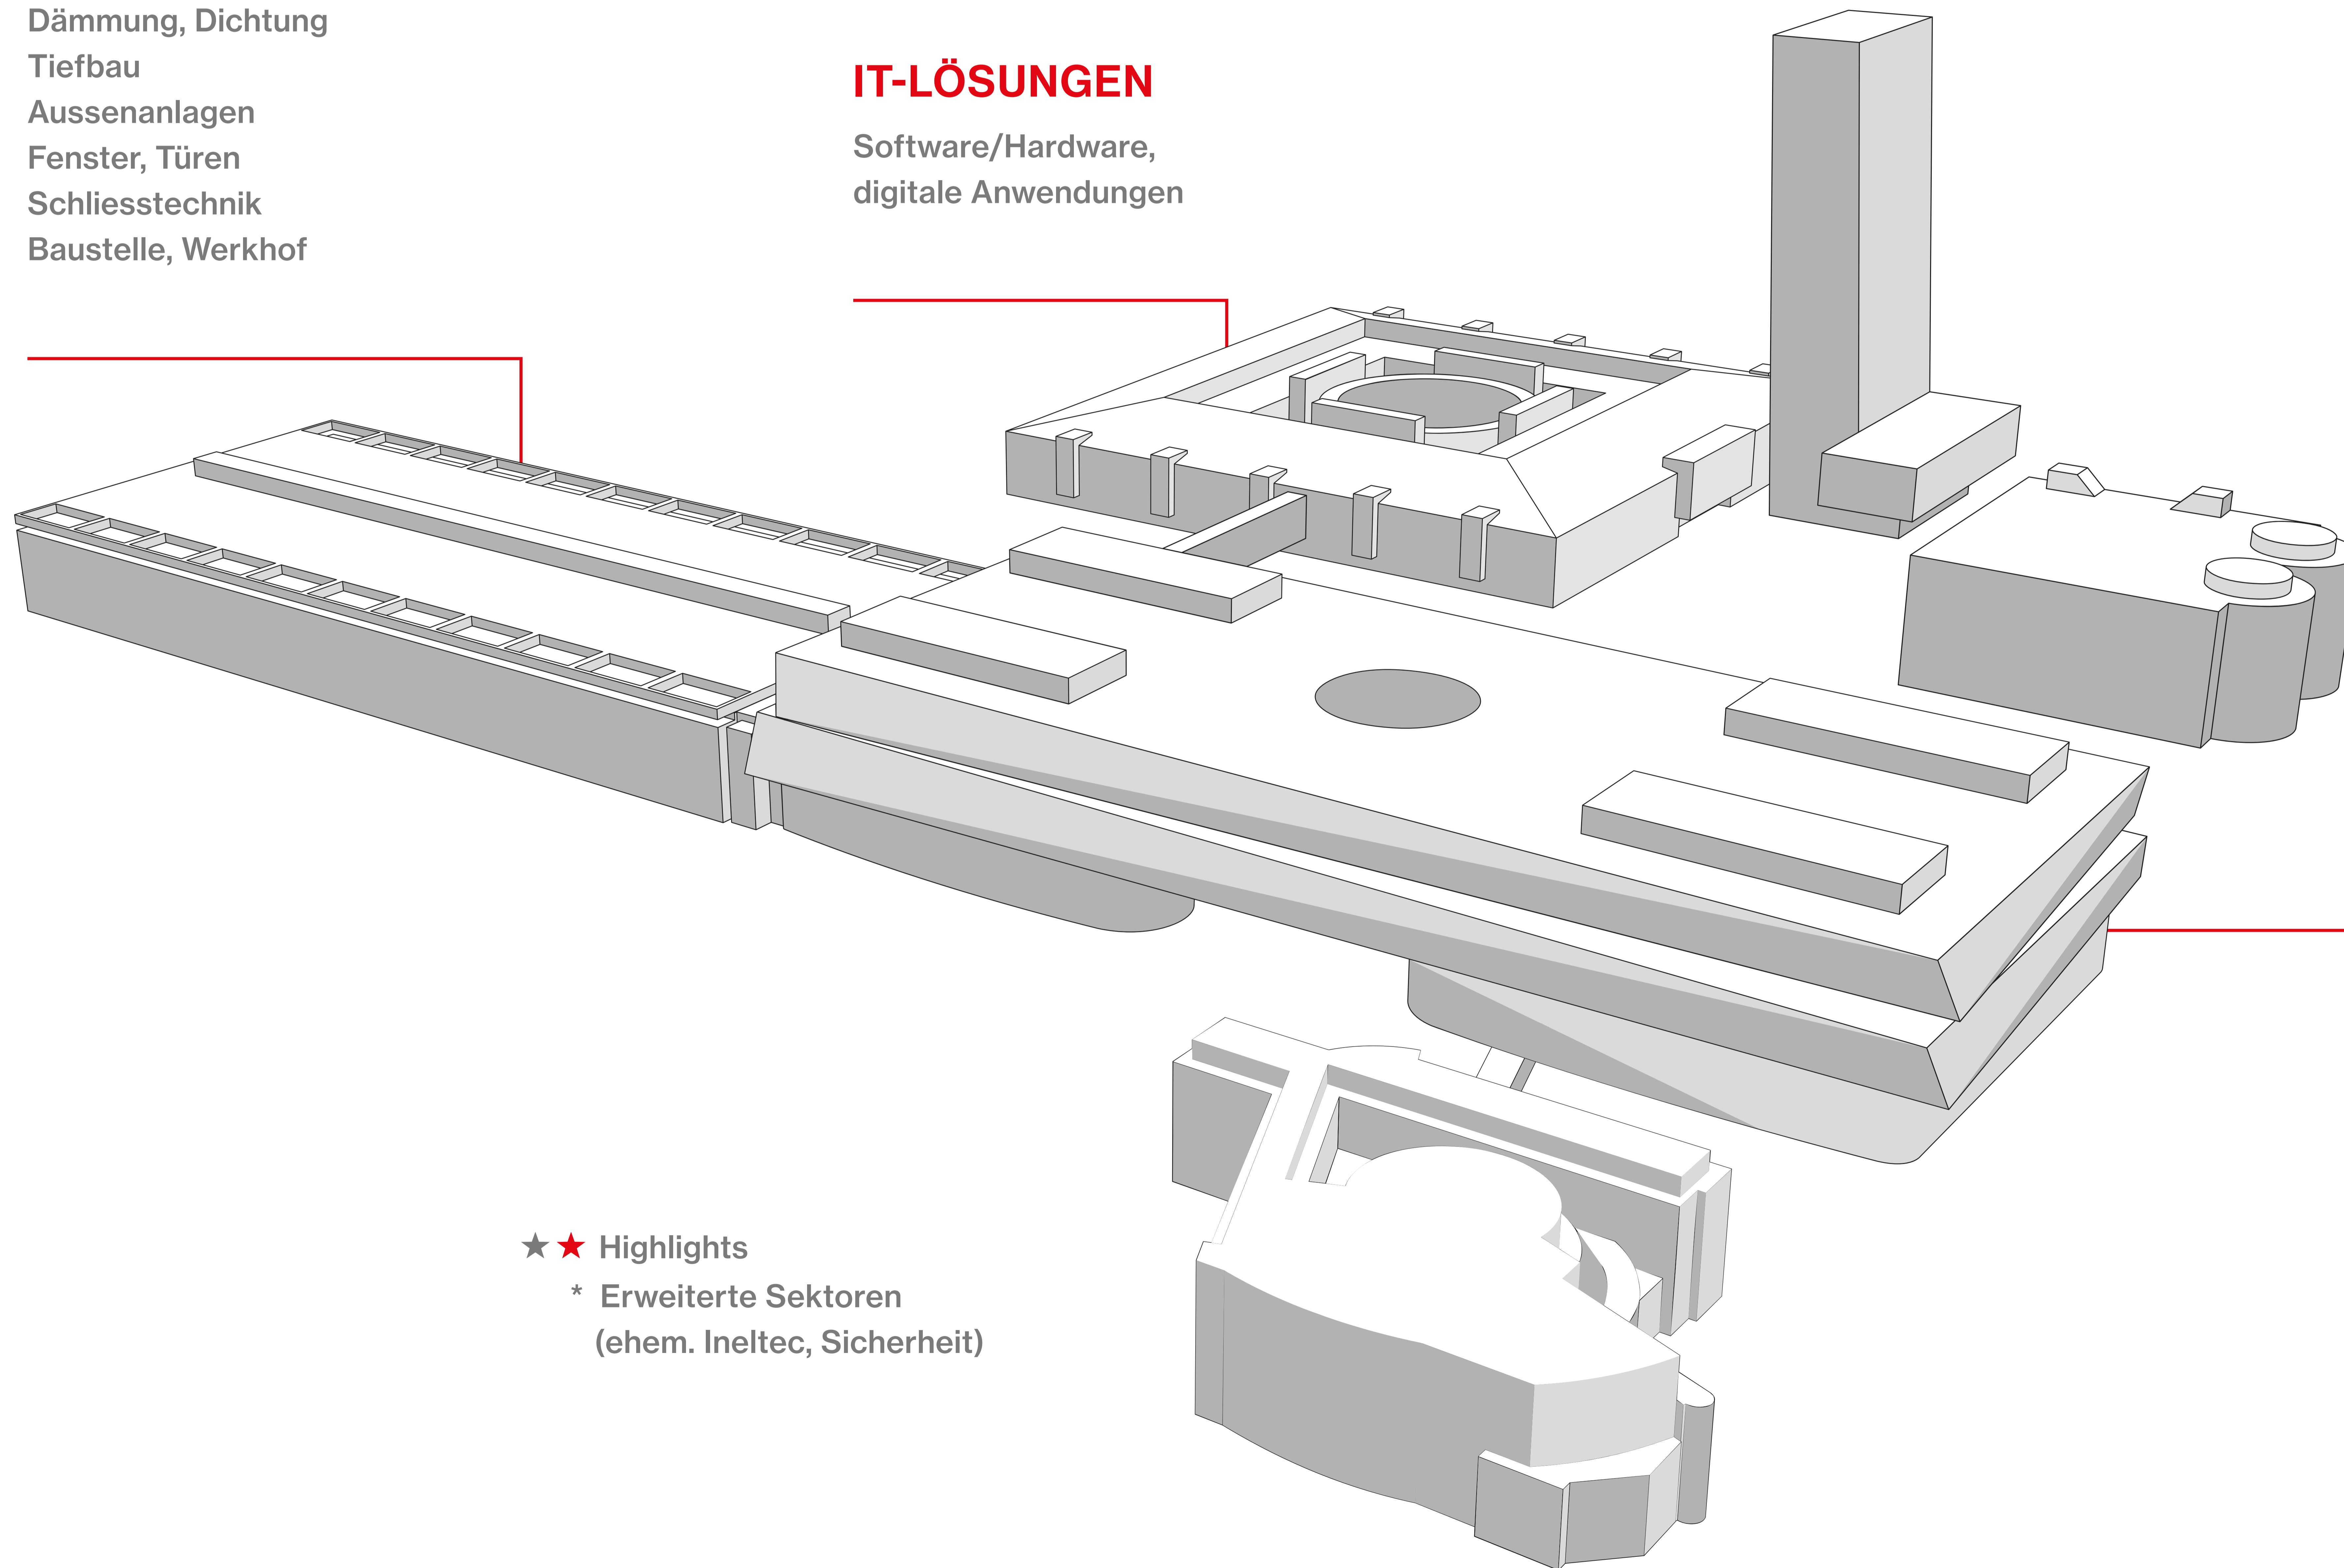 Dämmung, Dichtung
Tiefbau
Aussenanlagen
Fenster, Türen
Schliesstechnik
Baustelle, Werkhof
IT-LÖSUNGEN
Software/Hardware,
digitale Anwendungen
★★ Highlights
* Erweiterte Sektoren
(ehem. Ineltec, Sicherheit)